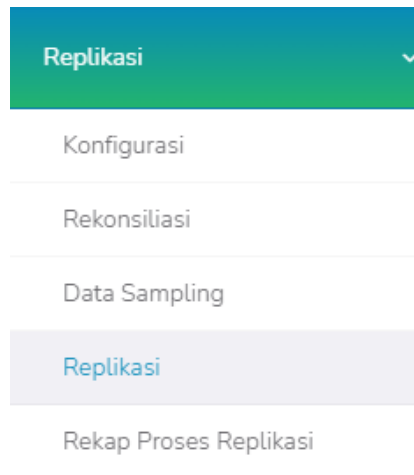 Replikasi
Konfigurasi
Rekonsiliasi
Data Sampling
Replikasi
Rekap Proses Replikasi